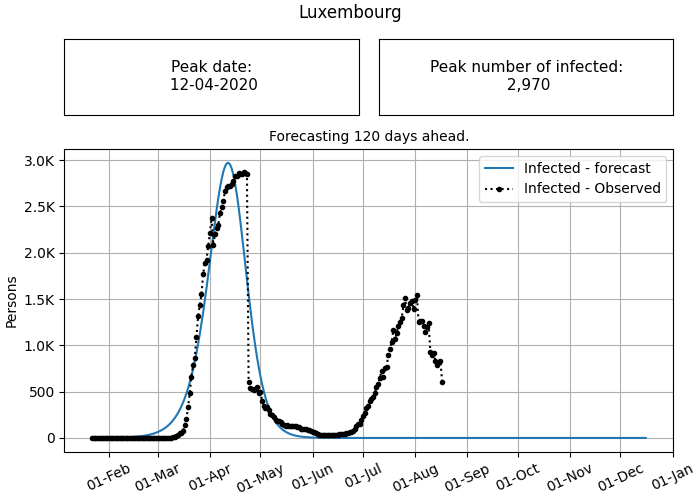 Luxembourg
Peak date:
12-04-2020
Peak number of infected:
2,970
Forecasting 120 days ahead.
Infected - forecast
Infected - Observed
Persons
3.0K
2.5K
2.0K
1.5K
1.0K
500
0
01-Feb
01-Mar
01-Apr
01-May
01-Jun
01-Jul
01-Aug
01-Sep
01-Oct
01-Nov
01-Dec
01-Jan